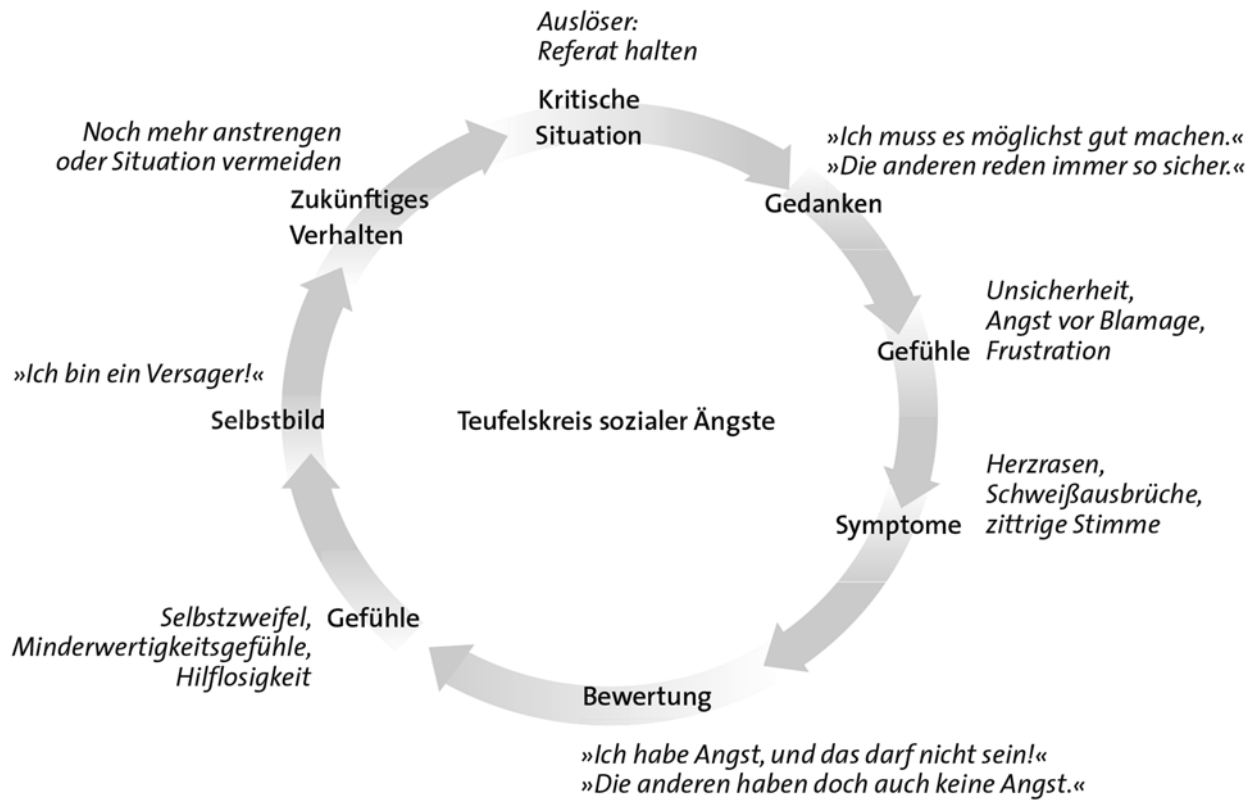 Auslöser:
Referat halten
Kritische
Situation
»Ich muss es möglichst gut machen.«
»Die anderen reden immer so sicher.«
Gedanken
Unsicherheit,
Angst vor Blamage,
Frustration
Gefühle
Herzrasen,
Schweißausbrüche,
zittrige Stimme
Symptome
Bewertung
»Ich habe Angst, und das darf nicht sein!«
»Die anderen haben doch auch keine Angst.«
Gefühle
Selbstzweifel,
Minderwertigkeitsgefühle,
Hilflosigkeit
»Ich bin ein Versager!«
Selbstbild
Noch mehr anstrengen
oder Situation vermeiden
Zukünftiges
Verhalten
Teufelskreis sozialer Ängste